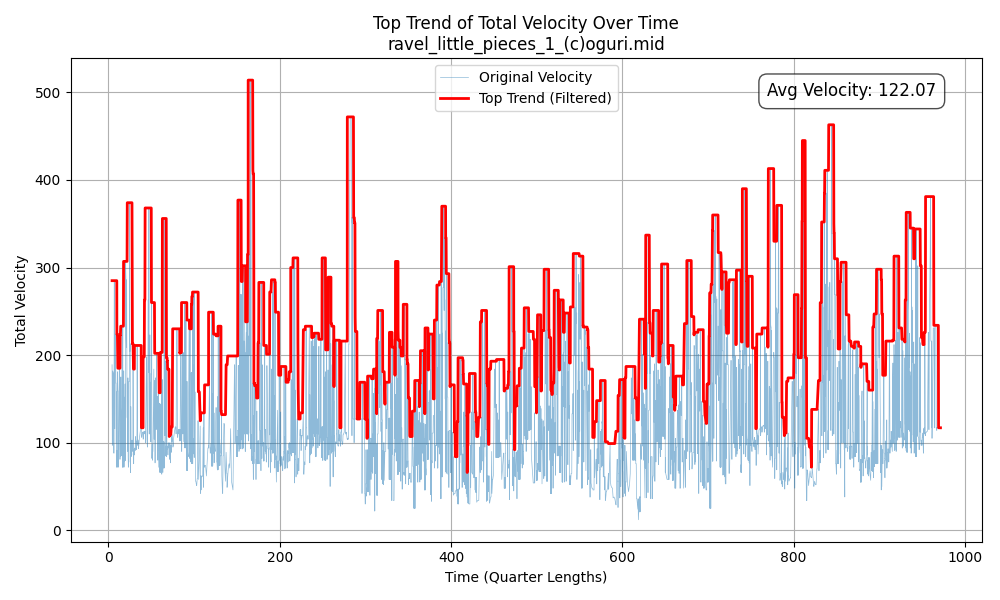 Top Trend of Total Velocity Over Time
ravel_little_pieces_1_(c)oguri.mid
Original Velocity
Top Trend (Filtered)
Avg Velocity: 122.07
Total Velocity
500
400
300
200
100
0
0 200 400 600 800 1000
Time (Quarter Lengths)